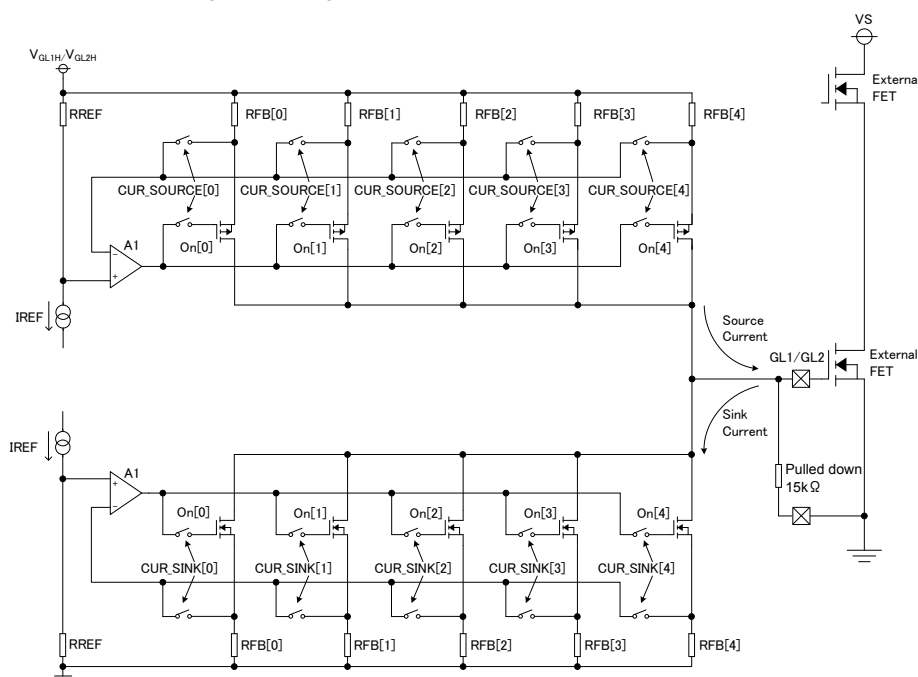 VS
V_GL1H/V_GL2H
External
FET
RREF
RFB[0]
RFB[1]
RFB[2]
RFB[3]
RFB[4]
CUR_SOURCE[0]
CUR_SOURCE[1]
CUR_SOURCE[2]
CUR_SOURCE[3]
CUR_SOURCE[4]
A1
−
+
On[0]
On[1]
On[2]
On[3]
On[4]
IREF
Source
Current
GL1/GL2
External
FET
Sink
Current
IREF
A1
+
−
On[0]
On[1]
On[2]
On[3]
On[4]
Pulled down
15kΩ
CUR_SINK[0]
CUR_SINK[1]
CUR_SINK[2]
CUR_SINK[3]
CUR_SINK[4]
RREF
RFB[0]
RFB[1]
RFB[2]
RFB[3]
RFB[4]